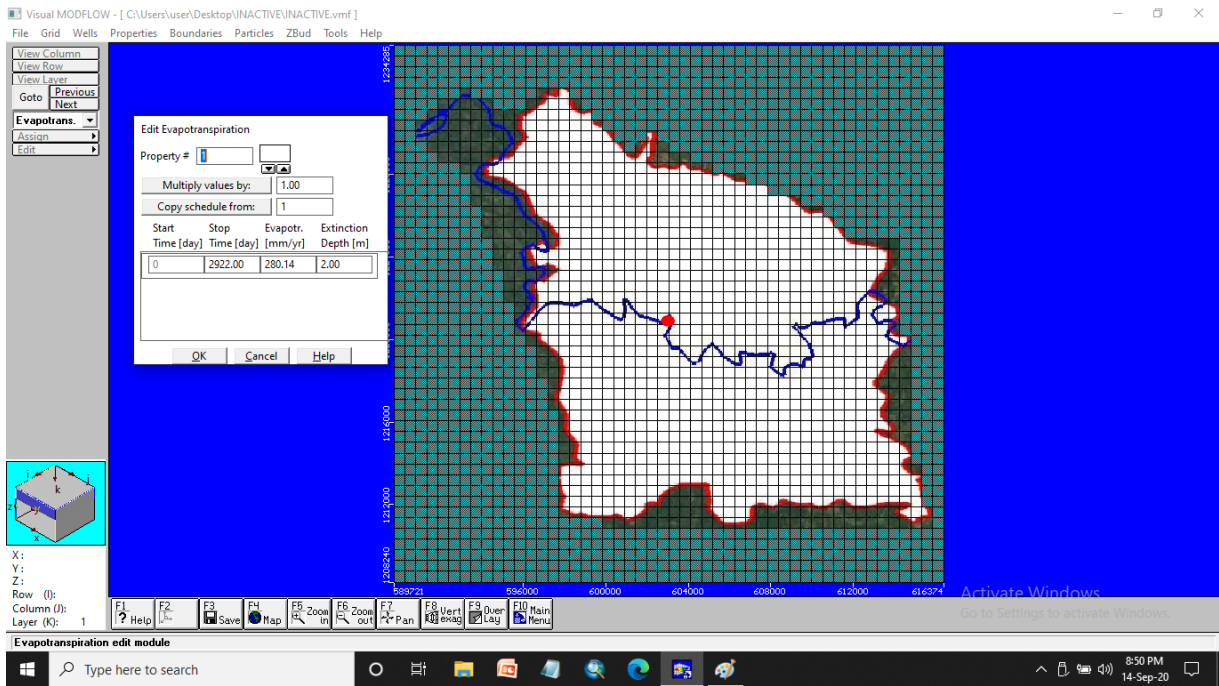 Visual MODFLOW - [ C:\Users\user\Desktop\INACTIVE\INACTIVE.vmf ]
File Grid Wells Properties Boundaries Particles ZBud Tools Help
View Column
View Row
View Layer
Goto Previous
Next
Evapotrans.
Assign
Edit
Edit Evapotranspiration
Property # 1
Multiply values by: 1.00
Copy schedule from: 1
Start Stop Evapotr. Extinction
Time [day] Time [day] [mm/yr] Depth [m]
0 2922.00 280.14 2.00
OK Cancel Help
1234285
1216000
1212000
1208240
589721 596000 600000 604000 608000 612000 616374
i j k
z y x
X :
Y :
Z :
Row (I):
Column (J):
Layer (K): 1
F1 ? Help
F2
F3 Save
F4 Map
F5 Zoom in
F6 Zoom out
F7 Pan
F8 Vert exag
F9 Over Lay
F10 Main Menu
Activate Windows
Go to Settings to activate Windows.
Evapotranspiration edit module
Type here to search
8:50 PM
14-Sep-20